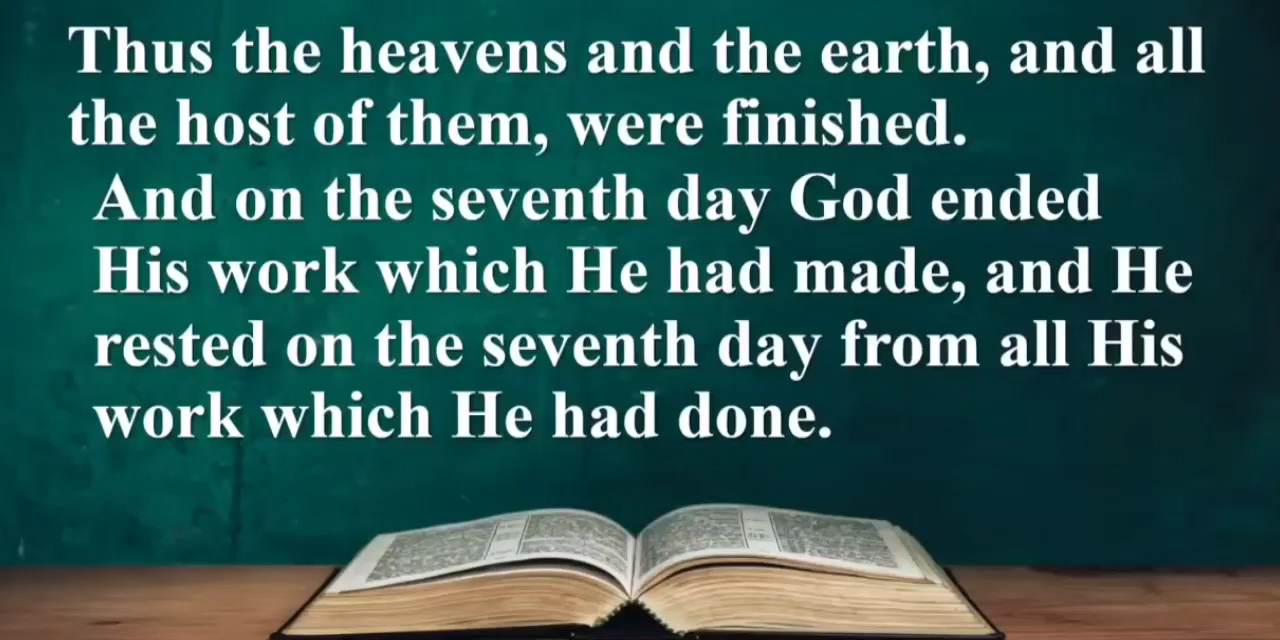 Thus the heavens and the earth, and all
the host of them, were finished.
And on the seventh day God ended
His work which He had made, and He
rested on the seventh day from all His
work which He had done.